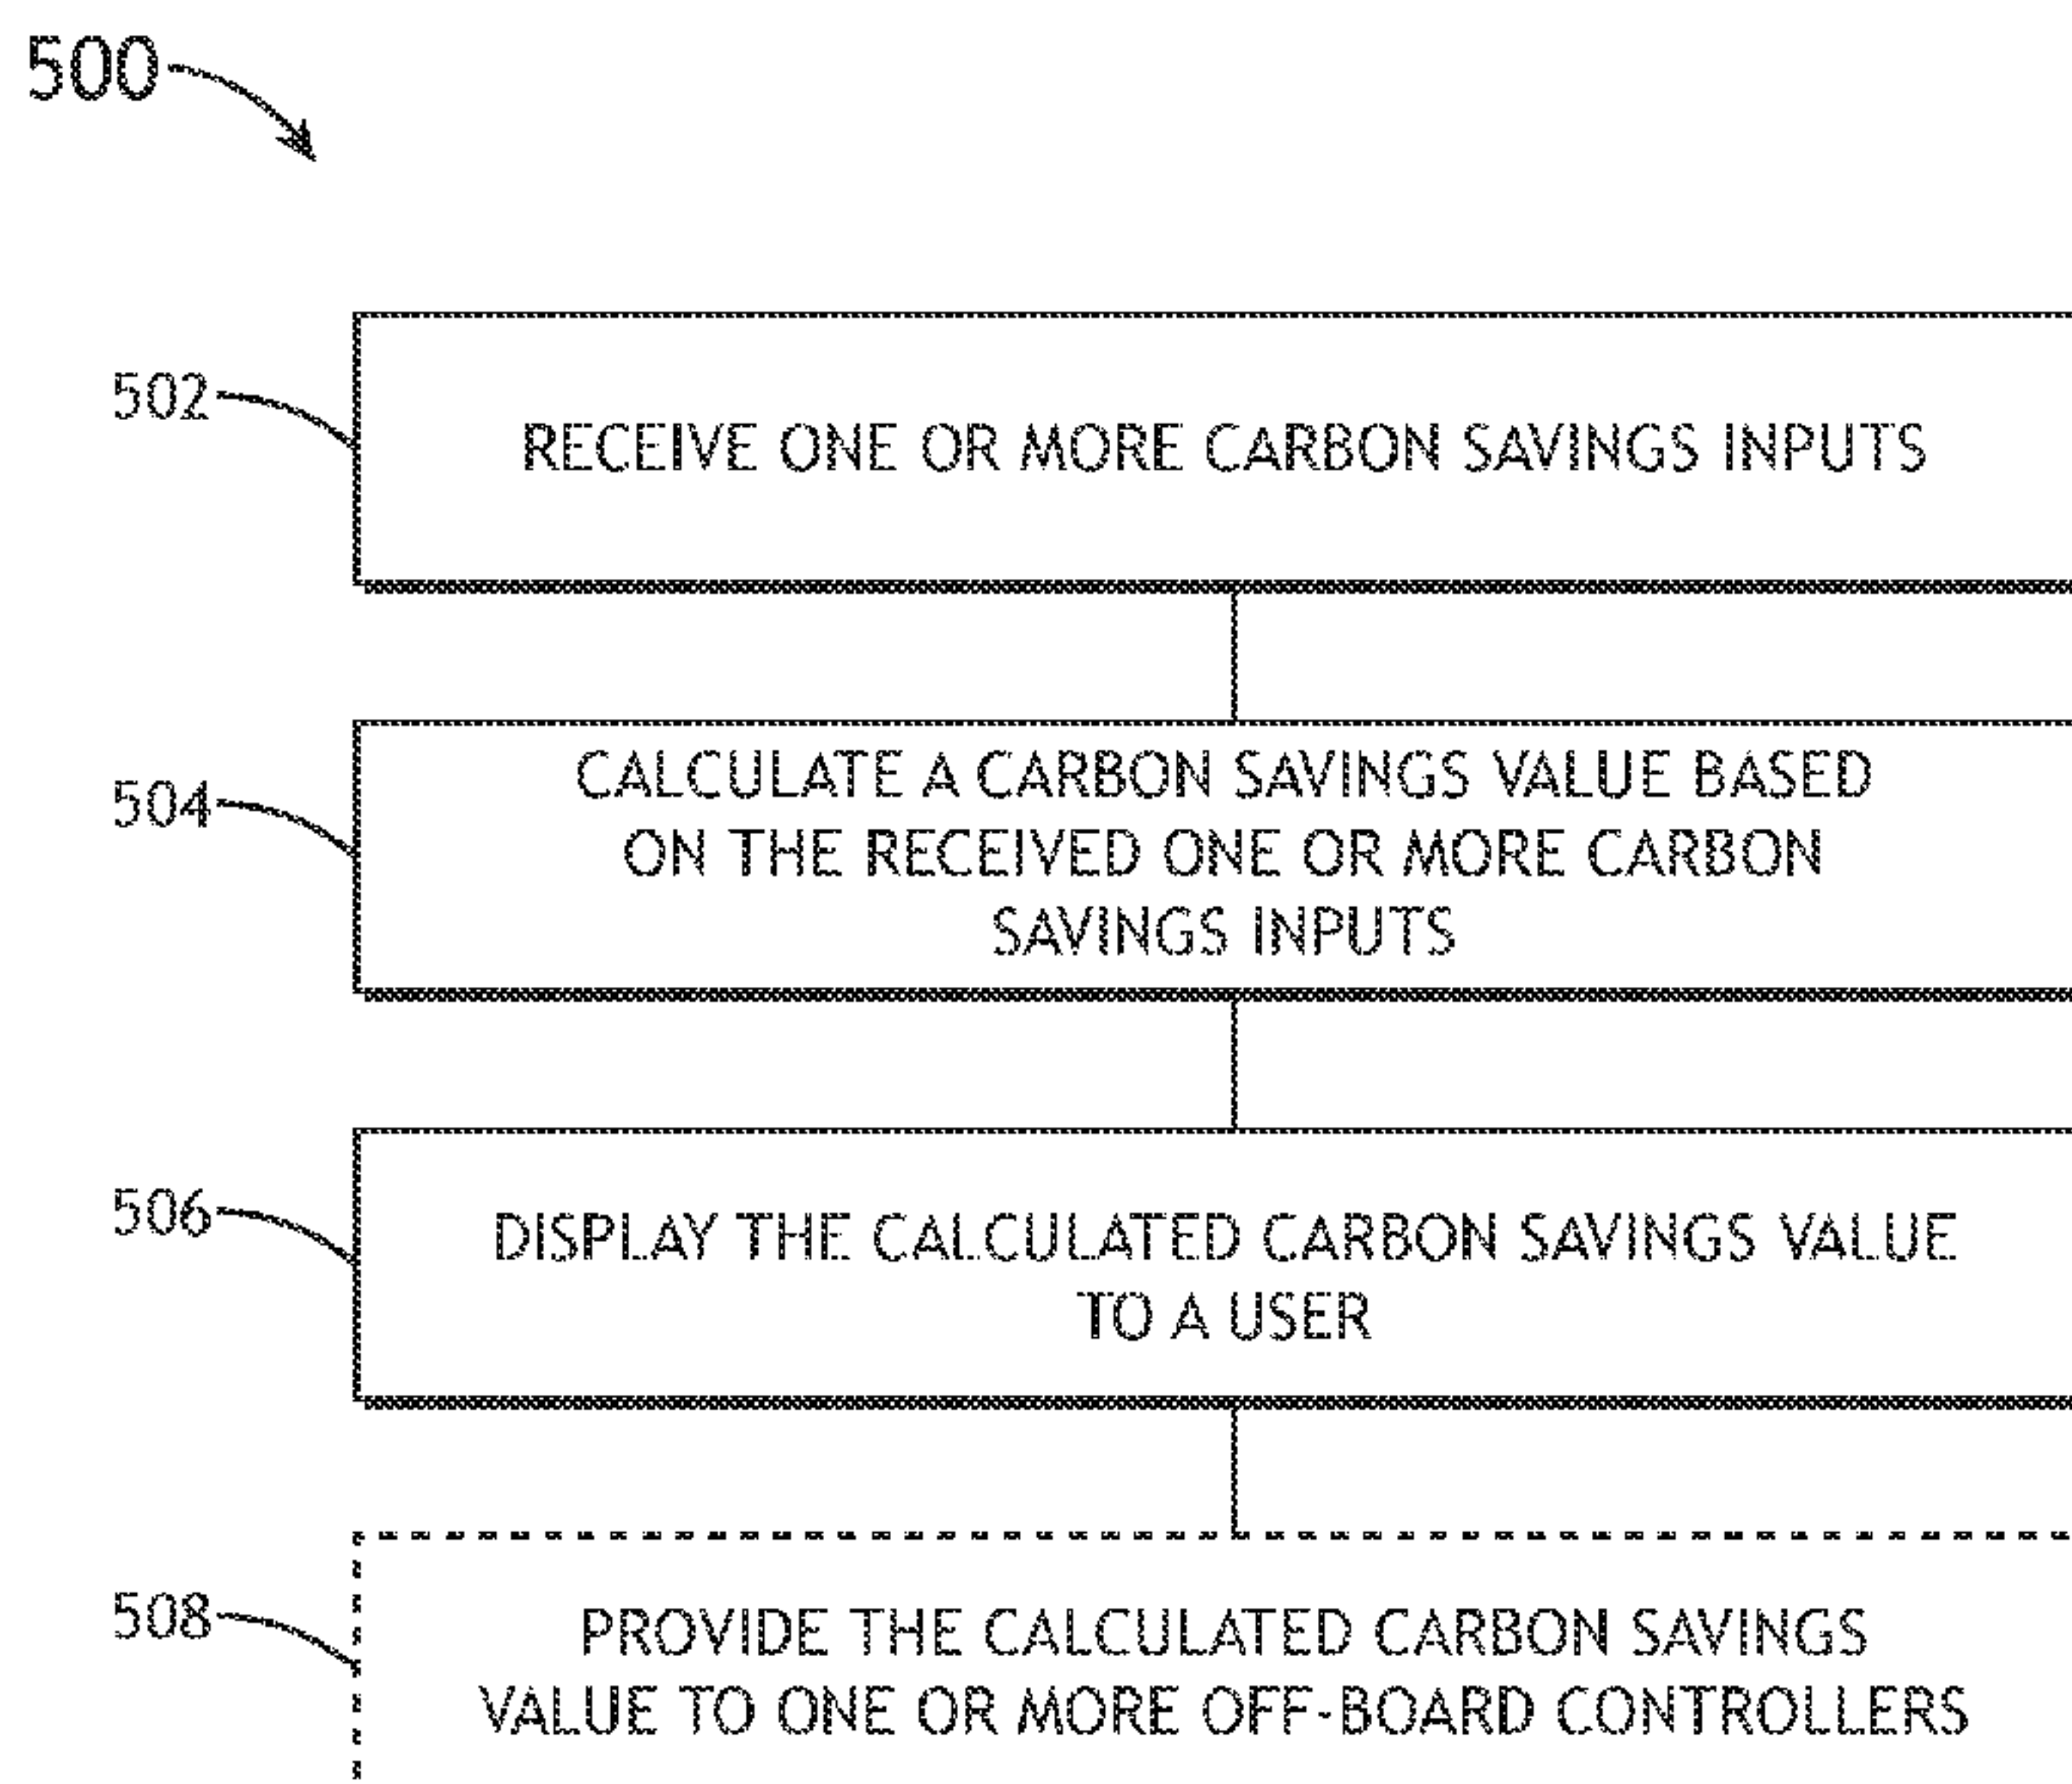 500
502
RECEIVE ONE OR MORE CARBON SAVINGS INPUTS
504
CALCULATE A CARBON SAVINGS VALUE BASED
ON THE RECEIVED ONE OR MORE CARBON
SAVINGS INPUTS
506
DISPLAY THE CALCULATED CARBON SAVINGS VALUE
TO A USER
508
PROVIDE THE CALCULATED CARBON SAVINGS
VALUE TO ONE OR MORE OFF-BOARD CONTROLLERS